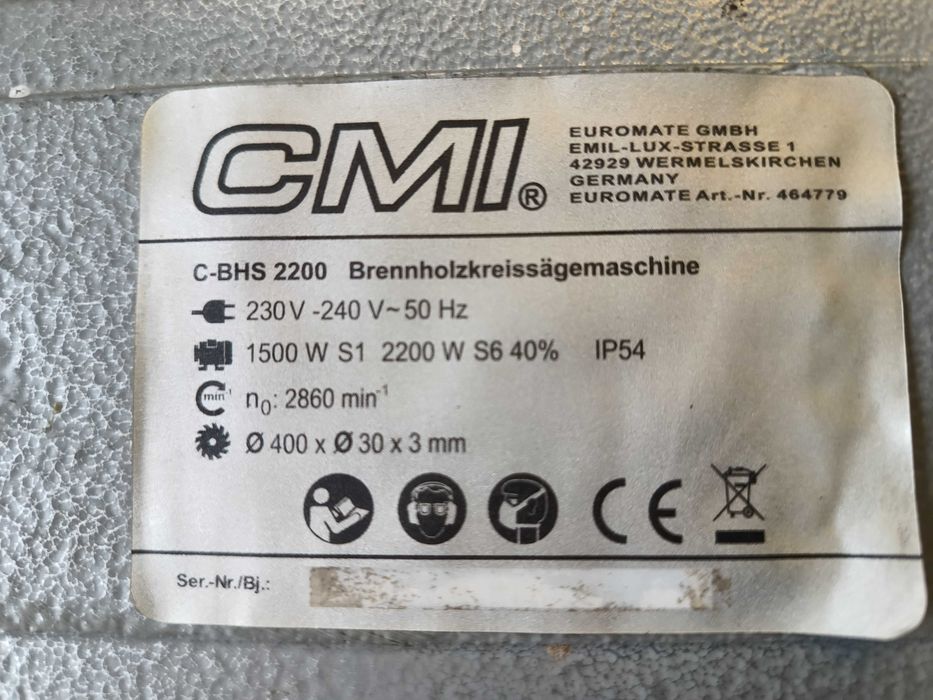 CMI®
EUROMATE GMBH
EMIL-LUX-STRASSE 1
42929 WERMELSKIRCHEN
GERMANY
EUROMATE Art.-Nr. 464779
C-BHS 2200 Brennholzkreissägemaschine
230 V -240 V~ 50 Hz
1500 W S1 2200 W S6 40% IP54
min⁻¹ n₀: 2860 min⁻¹
Ø 400 x Ø 30 x 3 mm
CE
Ser.-Nr./Bj.: